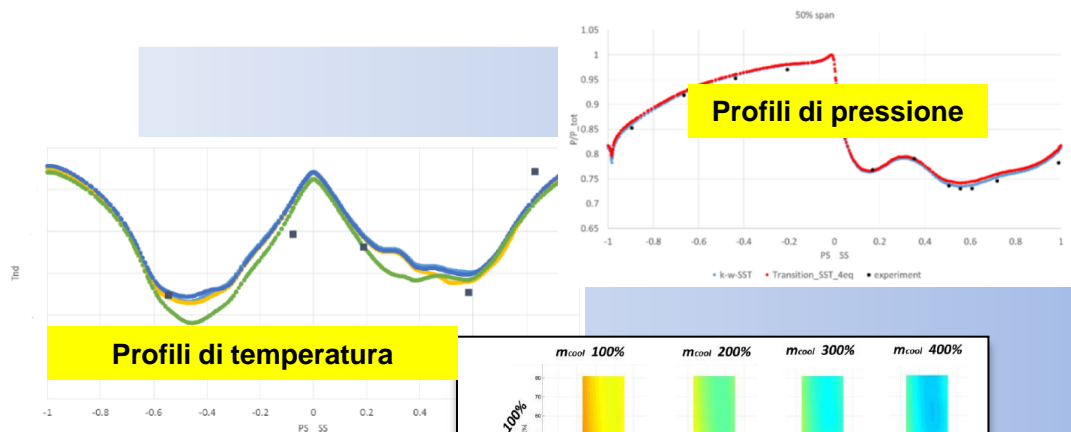 50% span
1.05
1
0.95
0.9
0.85
0.8
0.75
0.7
0.65
P/P_tot
Profili di pressione
-1 -0.8 -0.6 -0.4 -0.2 0 0.2 0.4 0.6 0.8 1
PS SS
k-w-SST Transition_SST_4eq experiment
Tnd
Profili di temperatura
-1 -0.8 -0.6 -0.4 -0.2 0 0.2 0.4
PS SS
mcool 100% mcool 200% mcool 300% mcool 400%
100%
90
80
70
60